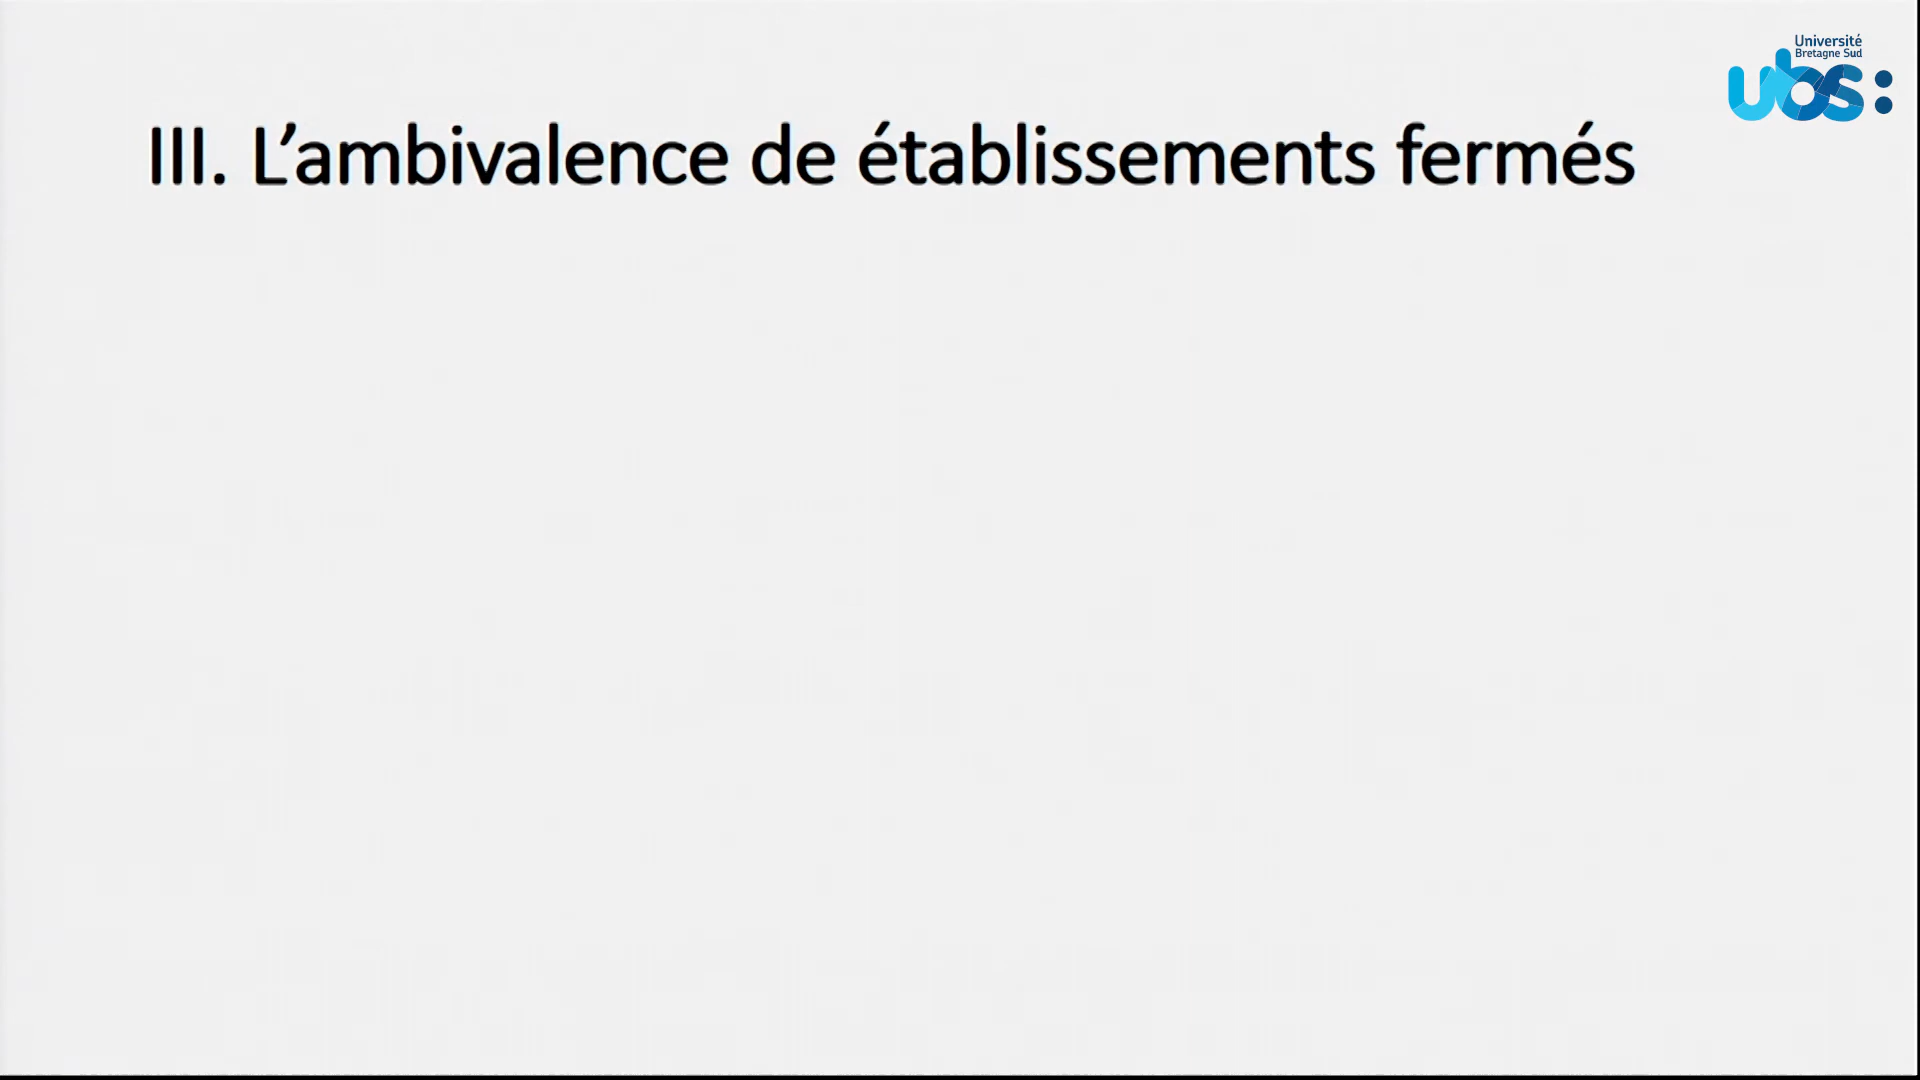 Université
Bretagne Sud
ubs:
III. L’ambivalence de établissements fermés